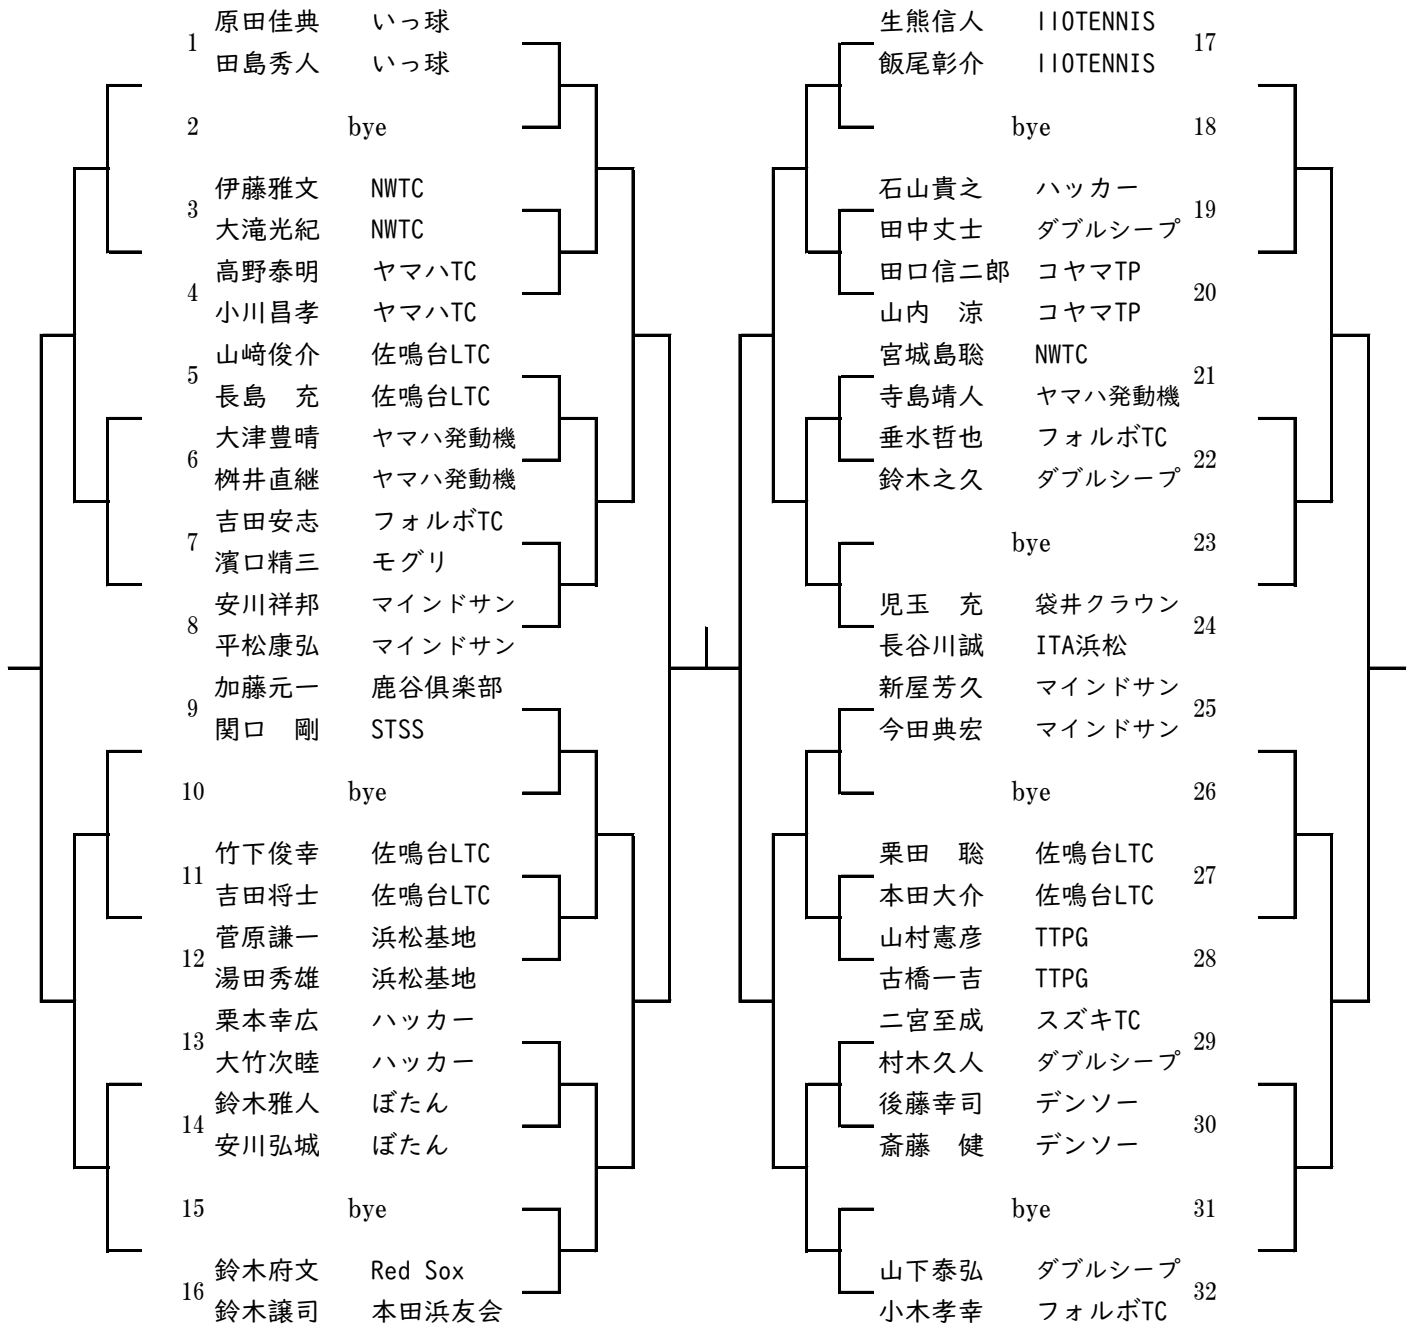 原田佳典 いっ球
1
田島秀人 いっ球
2 bye
伊藤雅文 NWTC
3
大滝光紀 NWTC
高野泰明 ヤマハTC
4
小川昌孝 ヤマハTC
山﨑俊介 佐鳴台LTC
5
長島 充 佐鳴台LTC
大津豊晴 ヤマハ発動機
6
桝井直継 ヤマハ発動機
吉田安志 フォルボTC
7
濱口精三 モグリ
安川祥邦 マインドサン
8
平松康弘 マインドサン
加藤元一 鹿谷倶楽部
9
関口 剛 STSS
10 bye
竹下俊幸 佐鳴台LTC
11
吉田将士 佐鳴台LTC
菅原謙一 浜松基地
12
湯田秀雄 浜松基地
栗本幸広 ハッカー
13
大竹次睦 ハッカー
鈴木雅人 ぼたん
14
安川弘城 ぼたん
15 bye
鈴木府文 Red Sox
16
鈴木譲司 本田浜友会
生熊信人 IIOTENNIS
17
飯尾彰介 IIOTENNIS
bye 18
石山貴之 ハッカー
19
田中丈士 ダブルシープ
田口信二郎 コヤマTP
20
山内 涼 コヤマTP
宮城島聡 NWTC
21
寺島靖人 ヤマハ発動機
垂水哲也 フォルボTC
22
鈴木之久 ダブルシープ
bye 23
児玉 充 袋井クラウン
24
長谷川誠 ITA浜松
新屋芳久 マインドサン
25
今田典宏 マインドサン
bye 26
栗田 聡 佐鳴台LTC
27
本田大介 佐鳴台LTC
山村憲彦 TTPG
28
古橋一吉 TTPG
二宮至成 スズキTC
29
村木久人 ダブルシープ
後藤幸司 デンソー
30
斎藤 健 デンソー
bye 31
山下泰弘 ダブルシープ
32
小木孝幸 フォルボTC